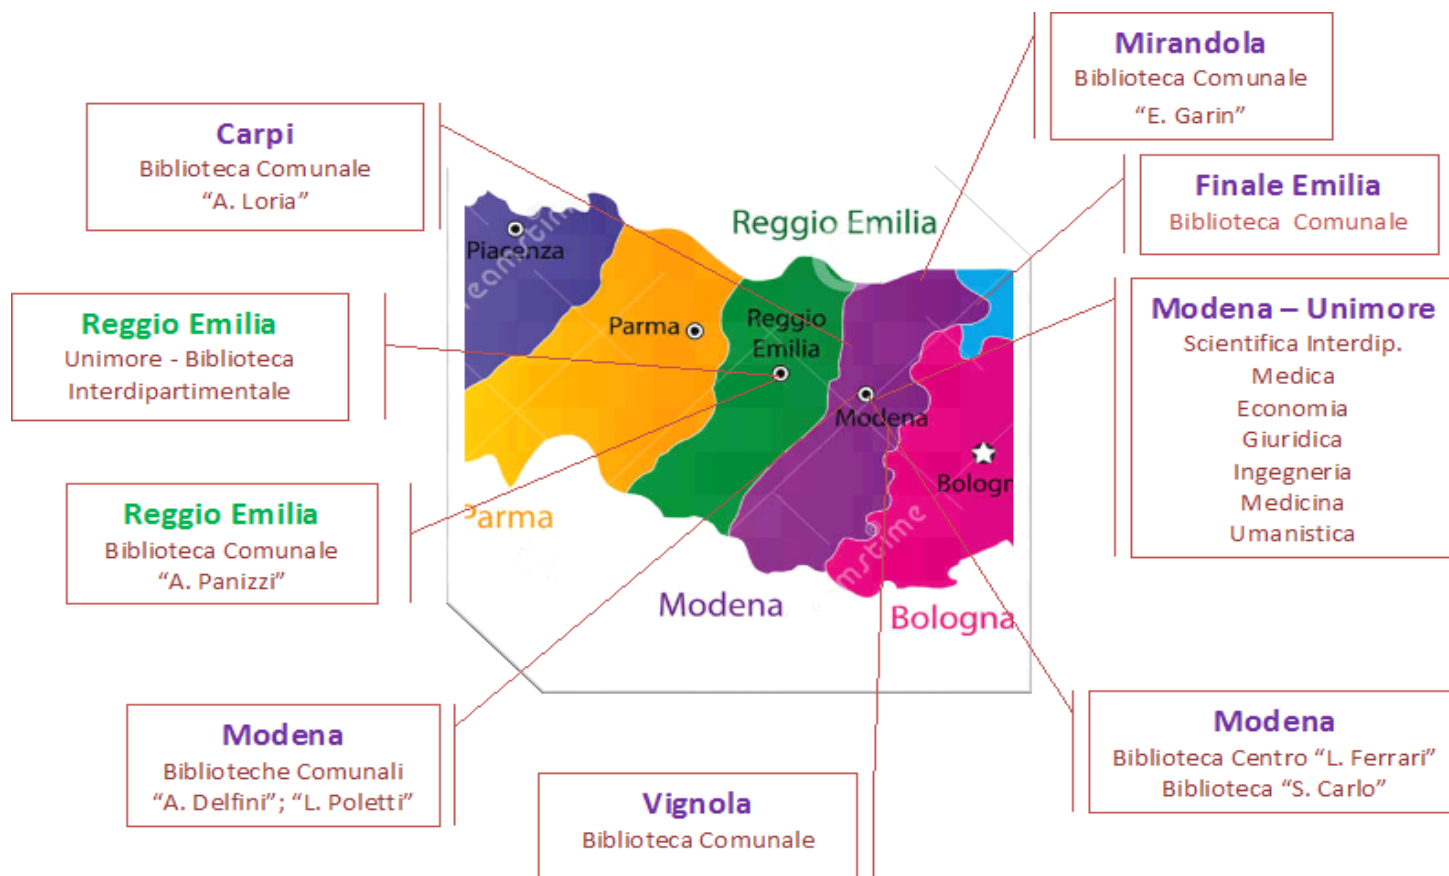 Mirandola
Biblioteca Comunale
“E. Garin”
Carpi
Biblioteca Comunale
“A. Loria”
Finale Emilia
Biblioteca Comunale
Reggio Emilia
Piacenza
Modena – Unimore
Scientifica Interdip.
Medica
Economia
Giuridica
Ingegneria
Medicina
Umanistica
Reggio Emilia
Unimore - Biblioteca
Interdipartimentale
Parma
Reggio
Emilia
Modena
Bologn
Reggio Emilia
Biblioteca Comunale
“A. Panizzi”
Parma
Modena
Bologna
Modena
Biblioteche Comunali
“A. Delfini”; “L. Poletti”
Vignola
Biblioteca Comunale
Modena
Biblioteca Centro “L. Ferrari”
Biblioteca “S. Carlo”